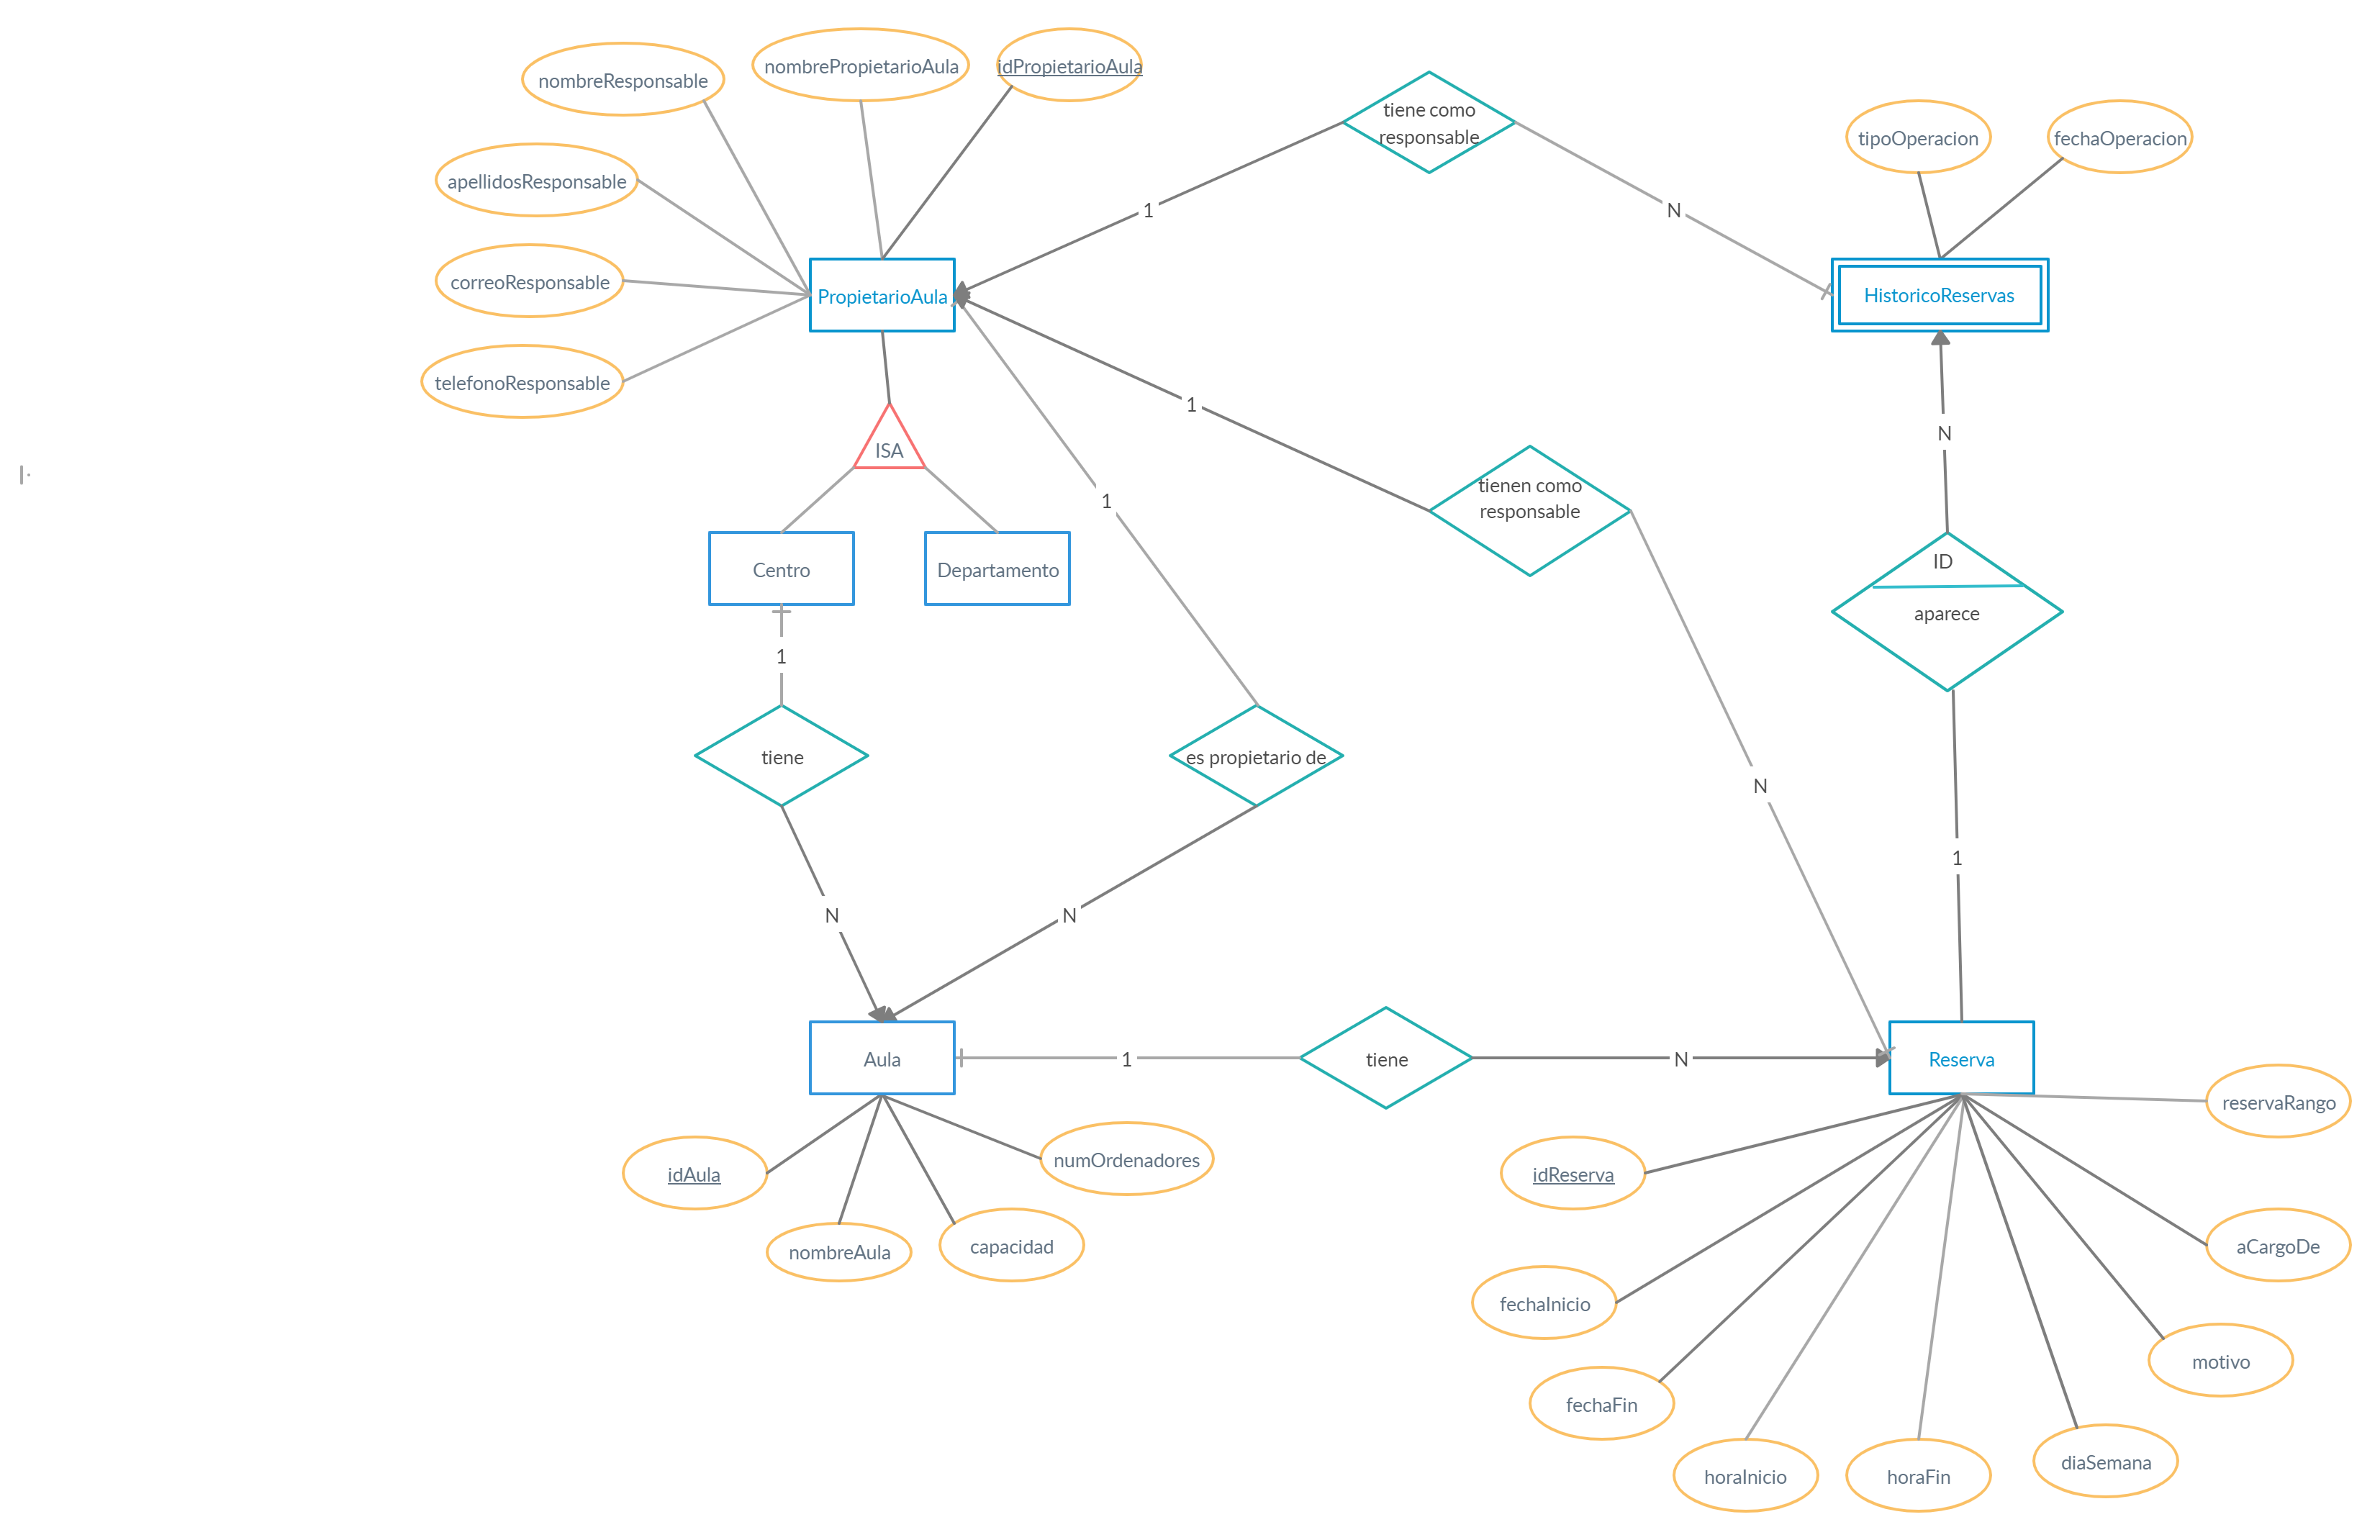 nombreResponsable
nombrePropietarioAula
idPropietarioAula
tiene como
responsable
tipoOperacion
fechaOperacion
apellidosResponsable
1
N
correoResponsable
PropietarioAula
HistoricoReservas
telefonoResponsable
1
N
ISA
tienen como
responsable
1
ID
Centro
Departamento
aparece
1
tiene
es propietario de
N
1
N
N
Aula
1
tiene
N
Reserva
reservaRango
idAula
numOrdenadores
idReserva
nombreAula
capacidad
aCargoDe
fechaInicio
motivo
fechaFin
horaInicio
horaFin
diaSemana